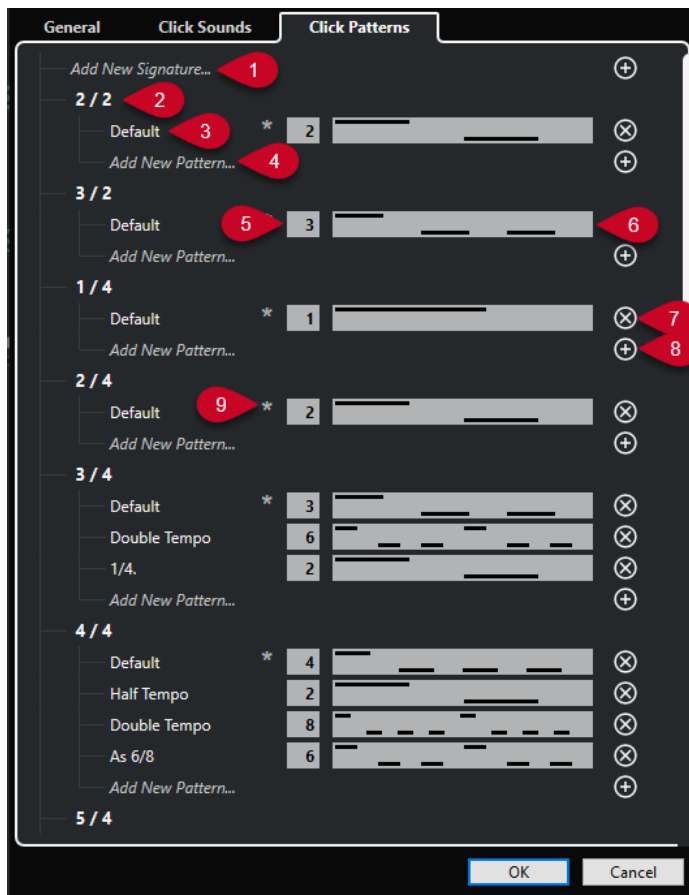 General Click Sounds Click Patterns
Add New Signature... 1
2 / 2 2
Default 3 * 2
Add New Pattern... 4
3 / 2
Default 5 3 6
Add New Pattern...
1 / 4
Default * 1 7
Add New Pattern... 8
2 / 4
Default 9 * 2
Add New Pattern...
3 / 4
Default * 3
Double Tempo 6
1/4. 2
Add New Pattern...
4 / 4
Default * 4
Half Tempo 2
Double Tempo 8
As 6/8 6
Add New Pattern...
5 / 4
OK Cancel